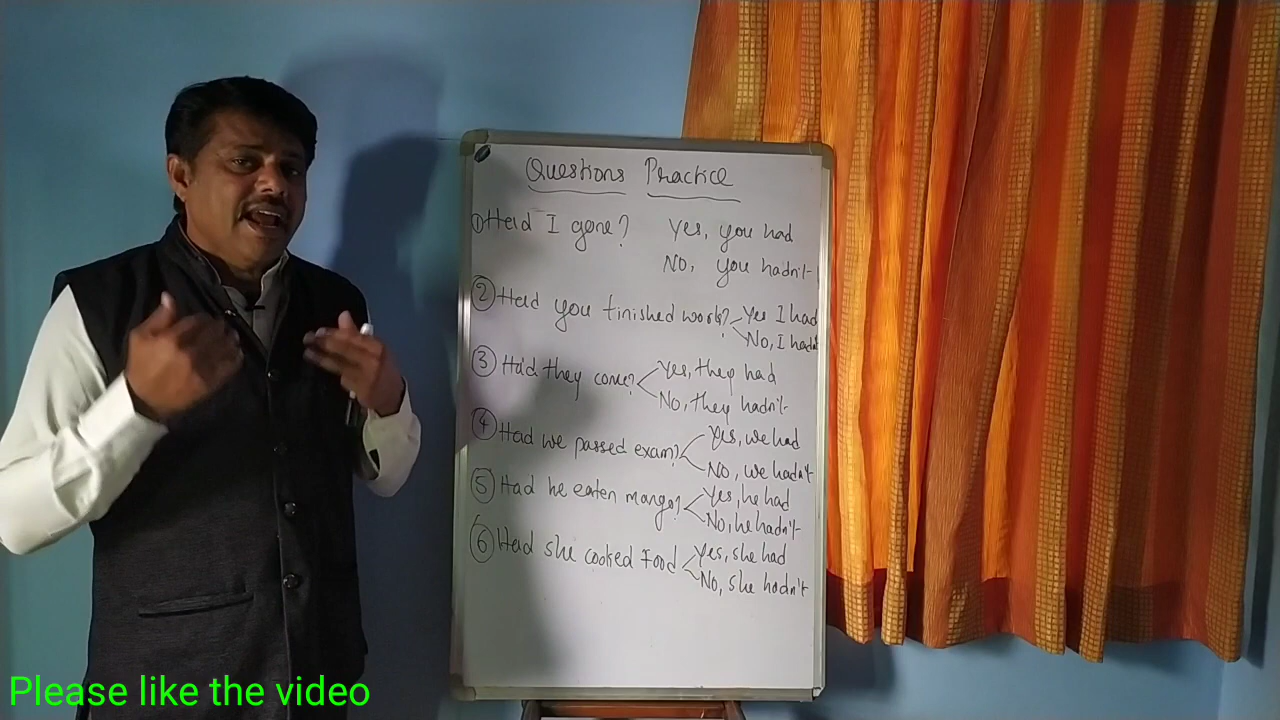 Questions Practice
① Had I gone? Yes, you had
No, you hadn't
② Had you finished work? Yes I had
No, I hadn't
③ Had they come? Yes, they had
No, they hadn't
④ Had we passed exam? Yes, we had
No, we hadn't
⑤ Had he eaten mango? Yes, he had
No, he hadn't
⑥ Had she cooked Food Yes, she had
No, she hadn't
Please like the video